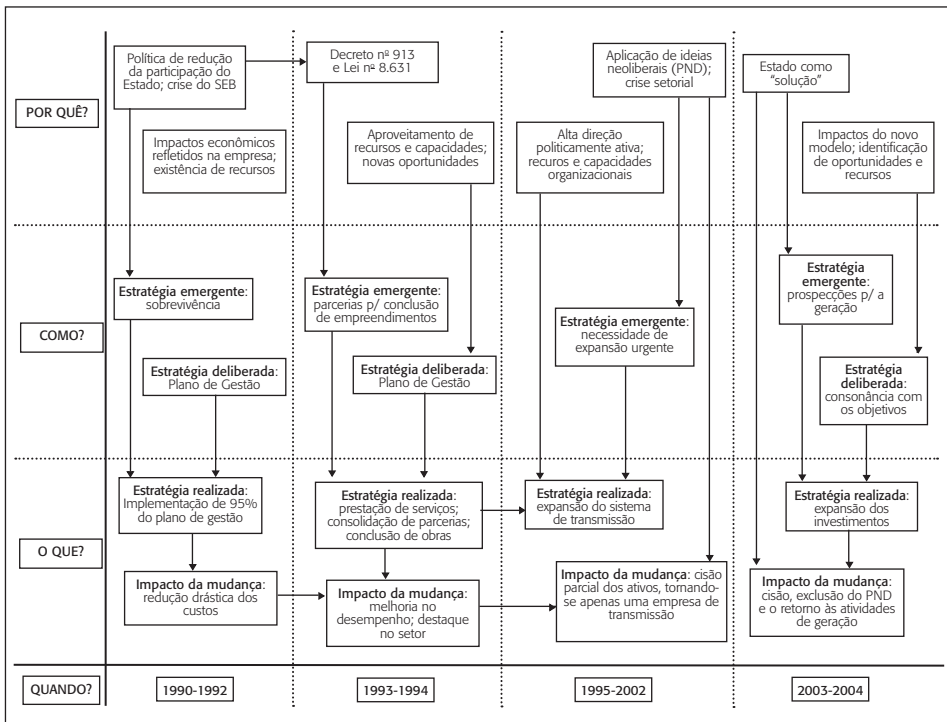 POR QUÊ?
Política de redução
da participação do
Estado; crise do SEB
Impactos econômicos
refletidos na empresa;
existência de recursos
Decreto nº 913
e Lei nº 8.631
Aproveitamento de
recursos e capacidades;
novas oportunidades
Aplicação de ideias
neoliberais (PND);
crise setorial
Alta direção
politicamente ativa;
recuros e capacidades
organizacionais
Estado como
“solução”
Impactos do novo
modelo; identificação
de oportunidades e
recursos
COMO?
Estratégia emergente:
sobrevivência
Estratégia deliberada:
Plano de Gestão
Estratégia emergente:
parcerias p/ conclusão
de empreendimentos
Estratégia deliberada:
Plano de Gestão
Estratégia emergente:
necessidade de
expansão urgente
Estratégia
emergente:
prospecções p/ a
geração
Estratégia
deliberada:
consonância com
os objetivos
O QUE?
Estratégia realizada:
Implementação de 95%
do plano de gestão
Impacto da mudança:
redução drástica dos
custos
Estratégia realizada:
prestação de serviços;
consolidação de parcerias;
conclusão de obras
Impacto da mudança:
melhoria no
desempenho; destaque
no setor
Estratégia realizada:
expansão do sistema
de transmissão
Impacto da mudança: cisão
parcial dos ativos, tornando-
se apenas uma empresa de
transmissão
Estratégia realizada:
expansão dos
investimentos
Impacto da mudança:
cisão, exclusão do PND
e o retorno às atividades
de geração
QUANDO?
1990-1992
1993-1994
1995-2002
2003-2004